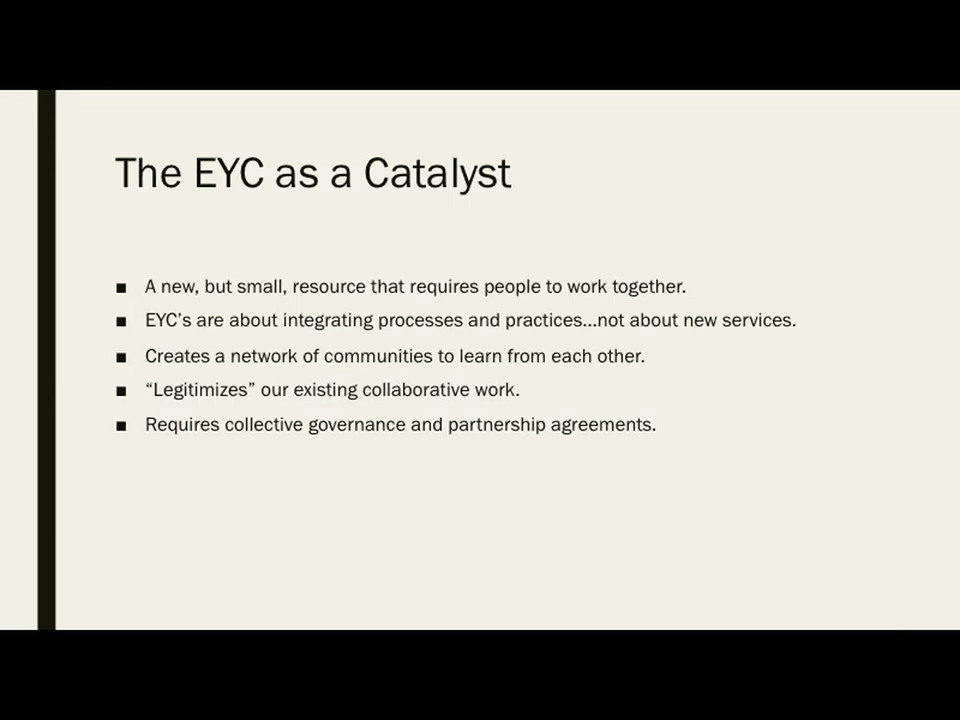 The EYC as a Catalyst
■ A new, but small, resource that requires people to work together.
■ EYC’s are about integrating processes and practices...not about new services.
■ Creates a network of communities to learn from each other.
■ “Legitimizes” our existing collaborative work.
■ Requires collective governance and partnership agreements.